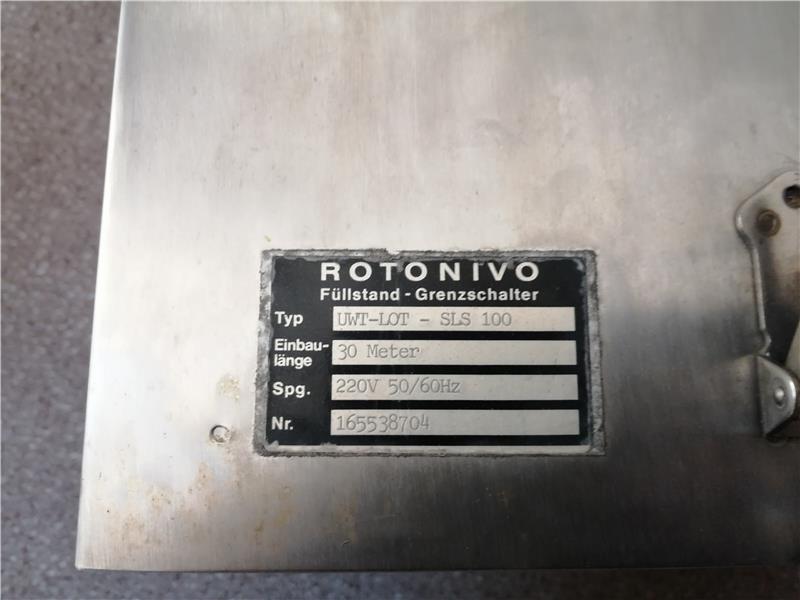 ROTONIVO
Füllstand - Grenzschalter
Typ UWT-LOT - SLS 100
Einbau-
länge 30 Meter
Spg. 220V 50/60Hz
Nr. 165538704